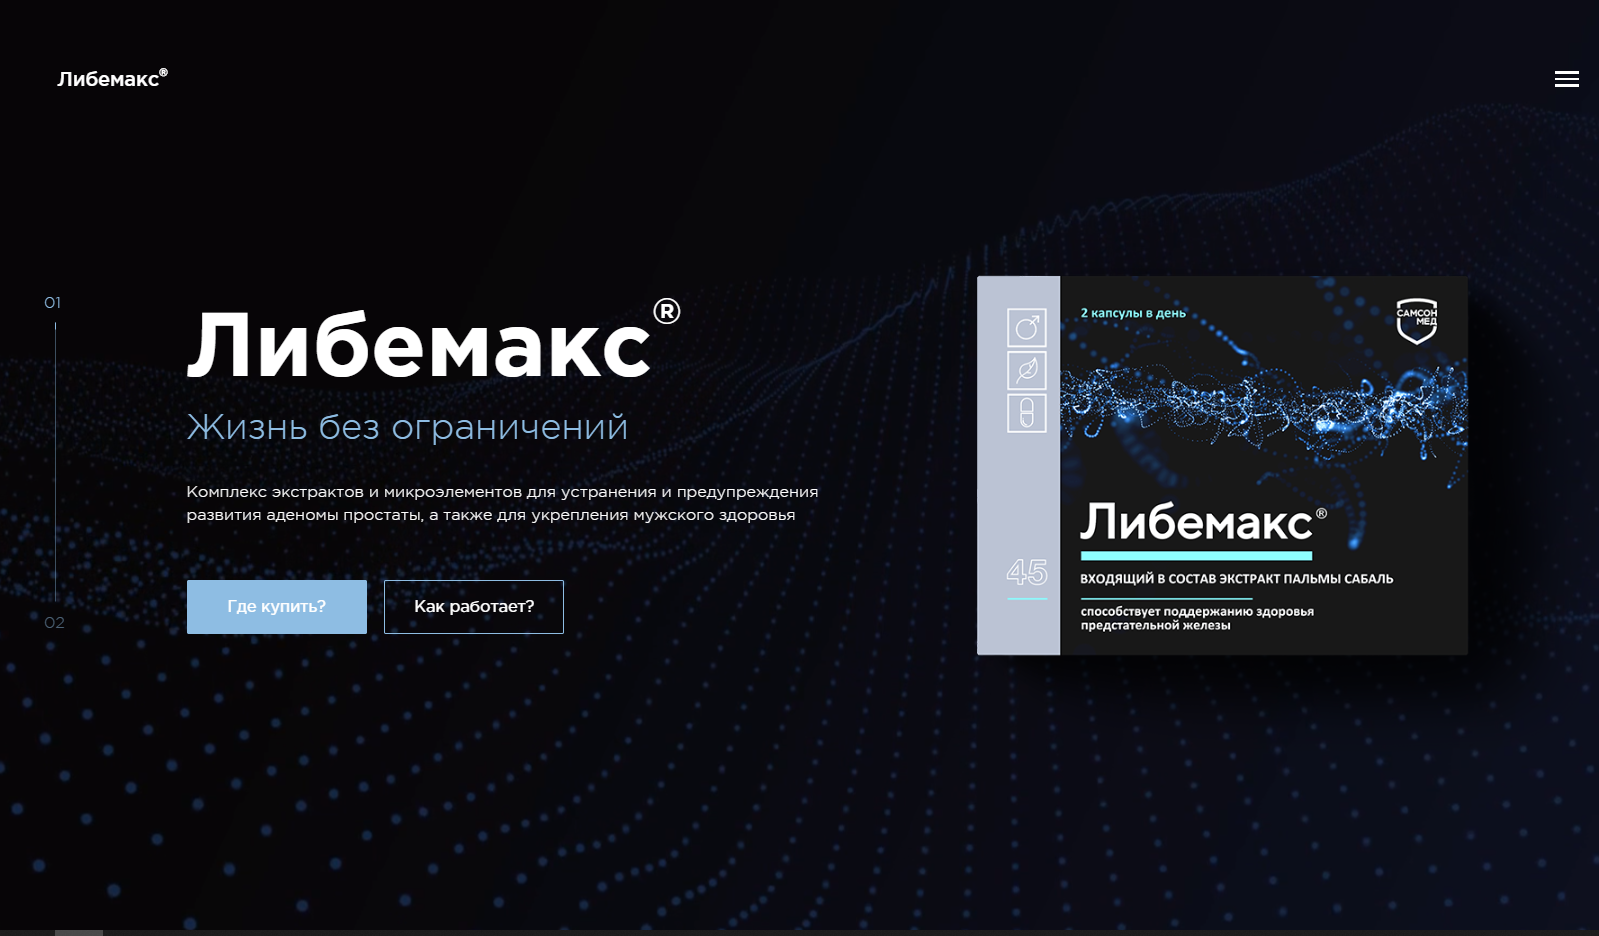 Либемакс®
01
02
Либемакс®
Жизнь без ограничений
Комплекс экстрактов и микроэлементов для устранения и предупреждения
развития аденомы простаты, а также для укрепления мужского здоровья
Где купить?
Как работает?
2 капсулы в день
САМСОН
МЕД
Либемакс®
45
ВХОДЯЩИЙ В СОСТАВ ЭКСТРАКТ ПАЛЬМЫ САБАЛЬ
способствует поддержанию здоровья
предстательной железы